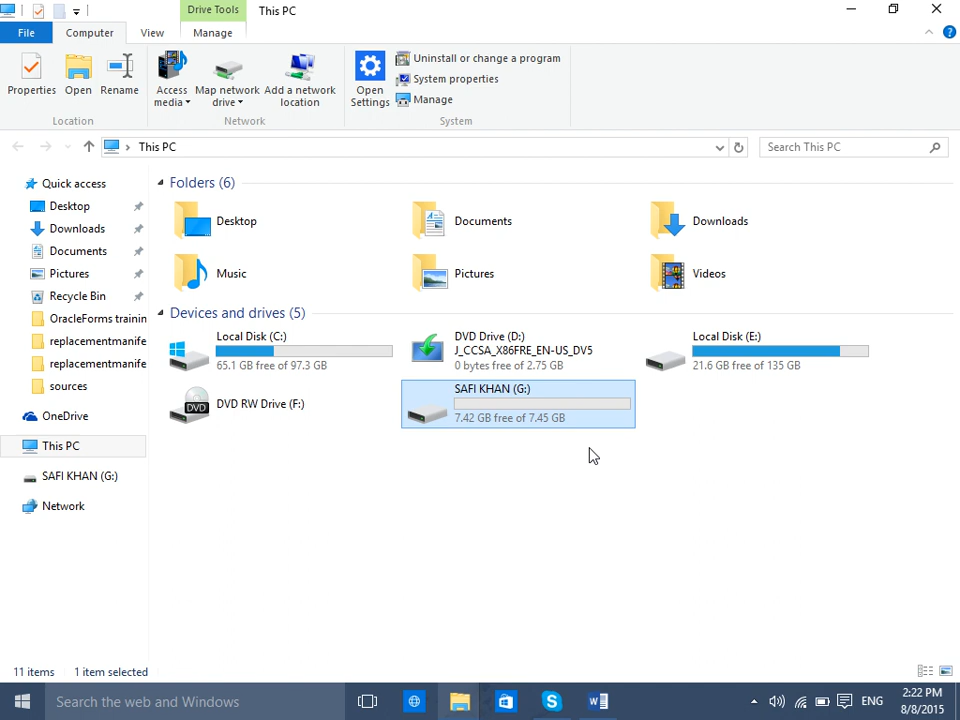 Drive Tools
This PC
File
Computer
View
Manage
Properties
Open
Rename
Access media
Map network drive
Add a network location
Open Settings
Uninstall or change a program
System properties
Manage
Location
Network
System
This PC
Search This PC
Quick access
Desktop
Downloads
Documents
Pictures
Recycle Bin
OracleForms trainin
replacementmanife
replacementmanife
sources
OneDrive
This PC
SAFI KHAN (G:)
Network
Folders (6)
Desktop
Documents
Downloads
Music
Pictures
Videos
Devices and drives (5)
Local Disk (C:)
65.1 GB free of 97.3 GB
DVD Drive (D:)
J_CCSA_X86FRE_EN-US_DV5
0 bytes free of 2.75 GB
Local Disk (E:)
21.6 GB free of 135 GB
DVD
DVD RW Drive (F:)
SAFI KHAN (G:)
7.42 GB free of 7.45 GB
11 items
1 item selected
Search the web and Windows
ENG
2:22 PM
8/8/2015